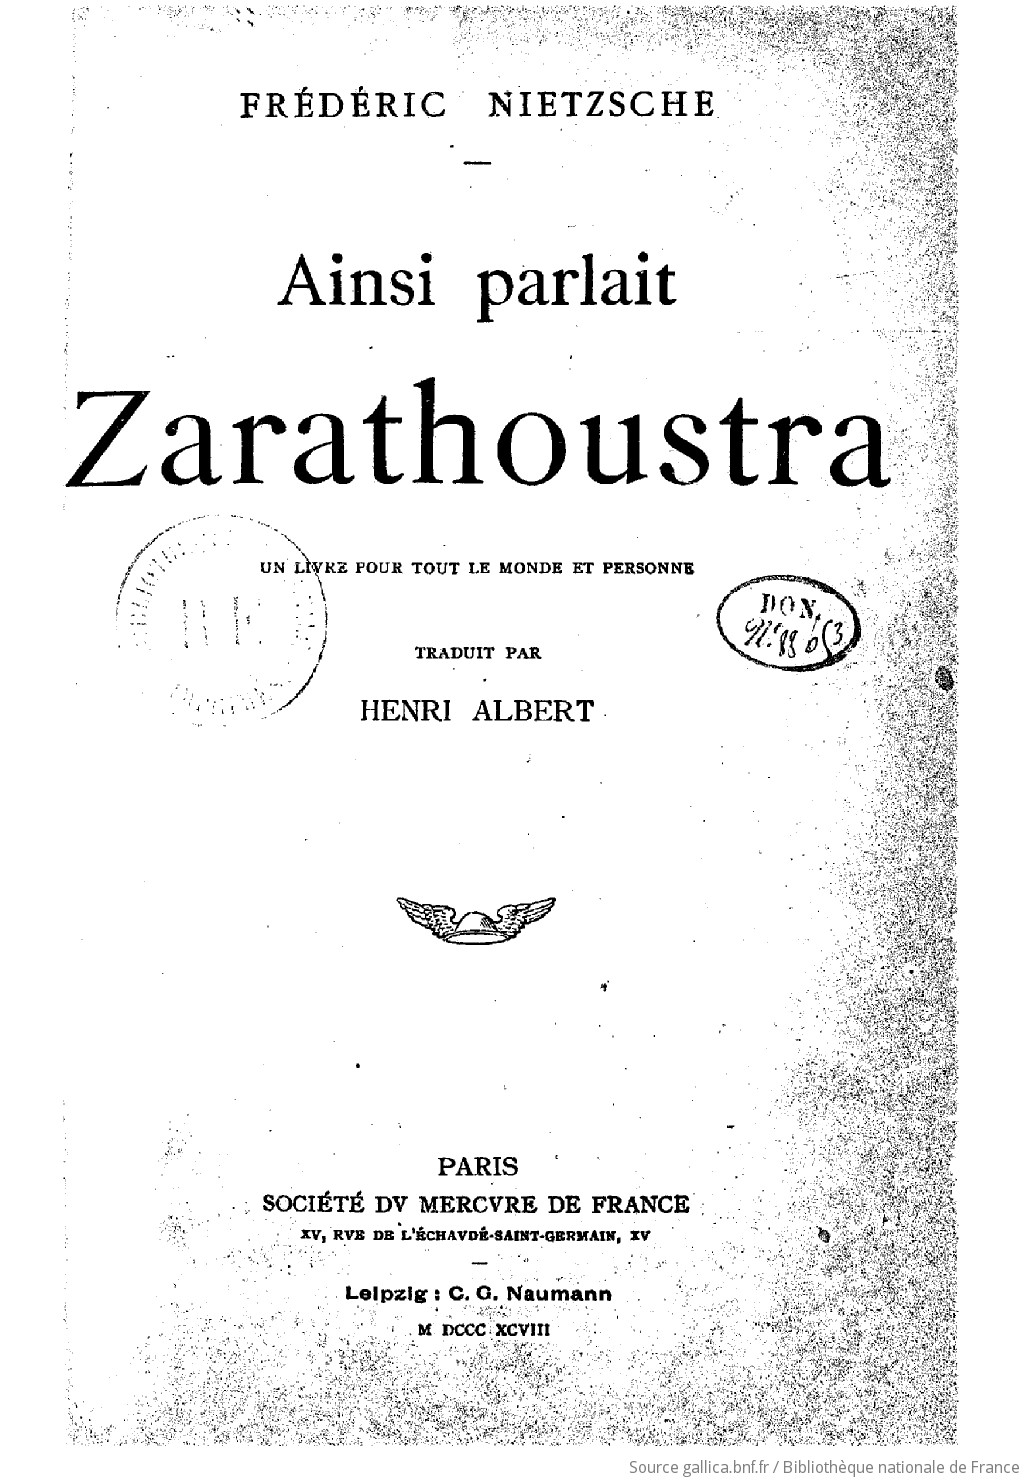 FRÉDÉRIC NIETZSCHE
Ainsi parlait
Zarathoustra
UN LIVRE POUR TOUT LE MONDE ET PERSONNE
DON.
TRADUIT PAR
HENRI ALBERT
PARIS
SOCIÉTÉ DV MERCVRE DE FRANCE
XV, RVE DE L'ÉCHAVDÉ-SAINT-GERMAIN, XV
Leipzig : C. G. Naumann
M DCCC XCVIII
Source gallica.bnf.fr / Bibliothèque nationale de France